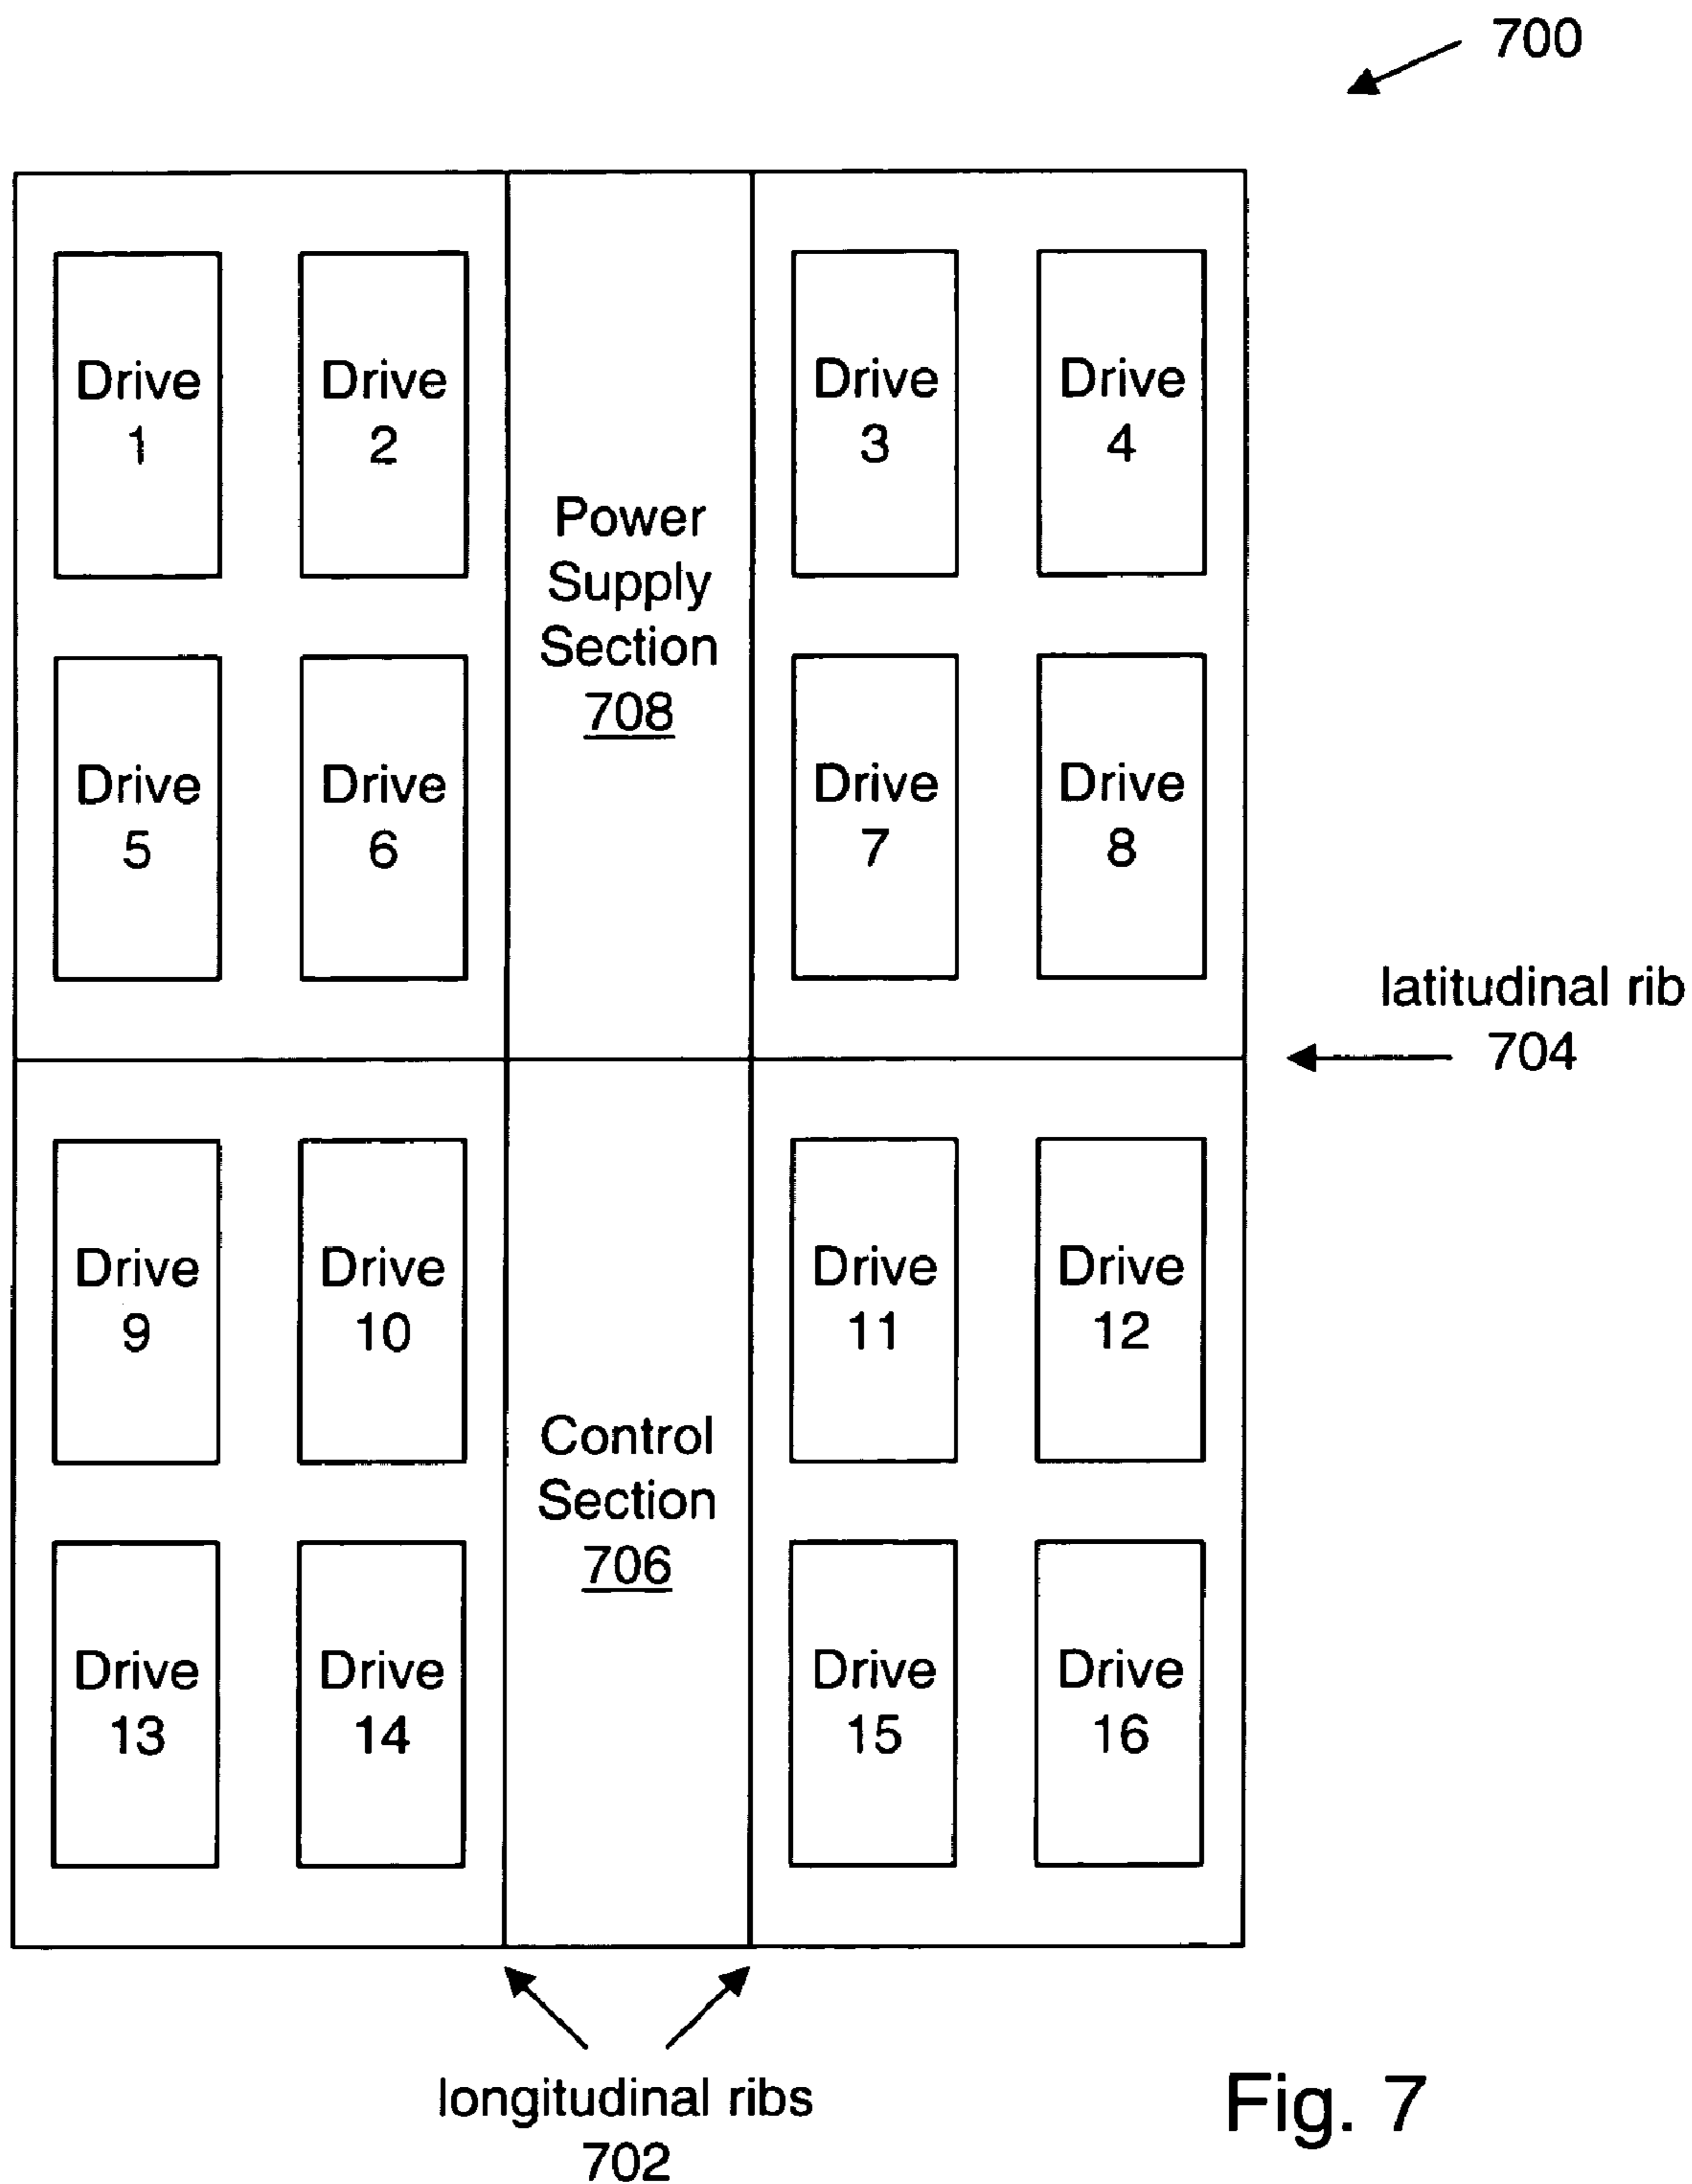 700
Drive
1
Drive
2
Drive
3
Drive
4
Power
Supply
Section
708
Drive
5
Drive
6
Drive
7
Drive
8
latitudinal rib
704
Drive
9
Drive
10
Drive
11
Drive
12
Control
Section
706
Drive
13
Drive
14
Drive
15
Drive
16
longitudinal ribs
702
Fig. 7